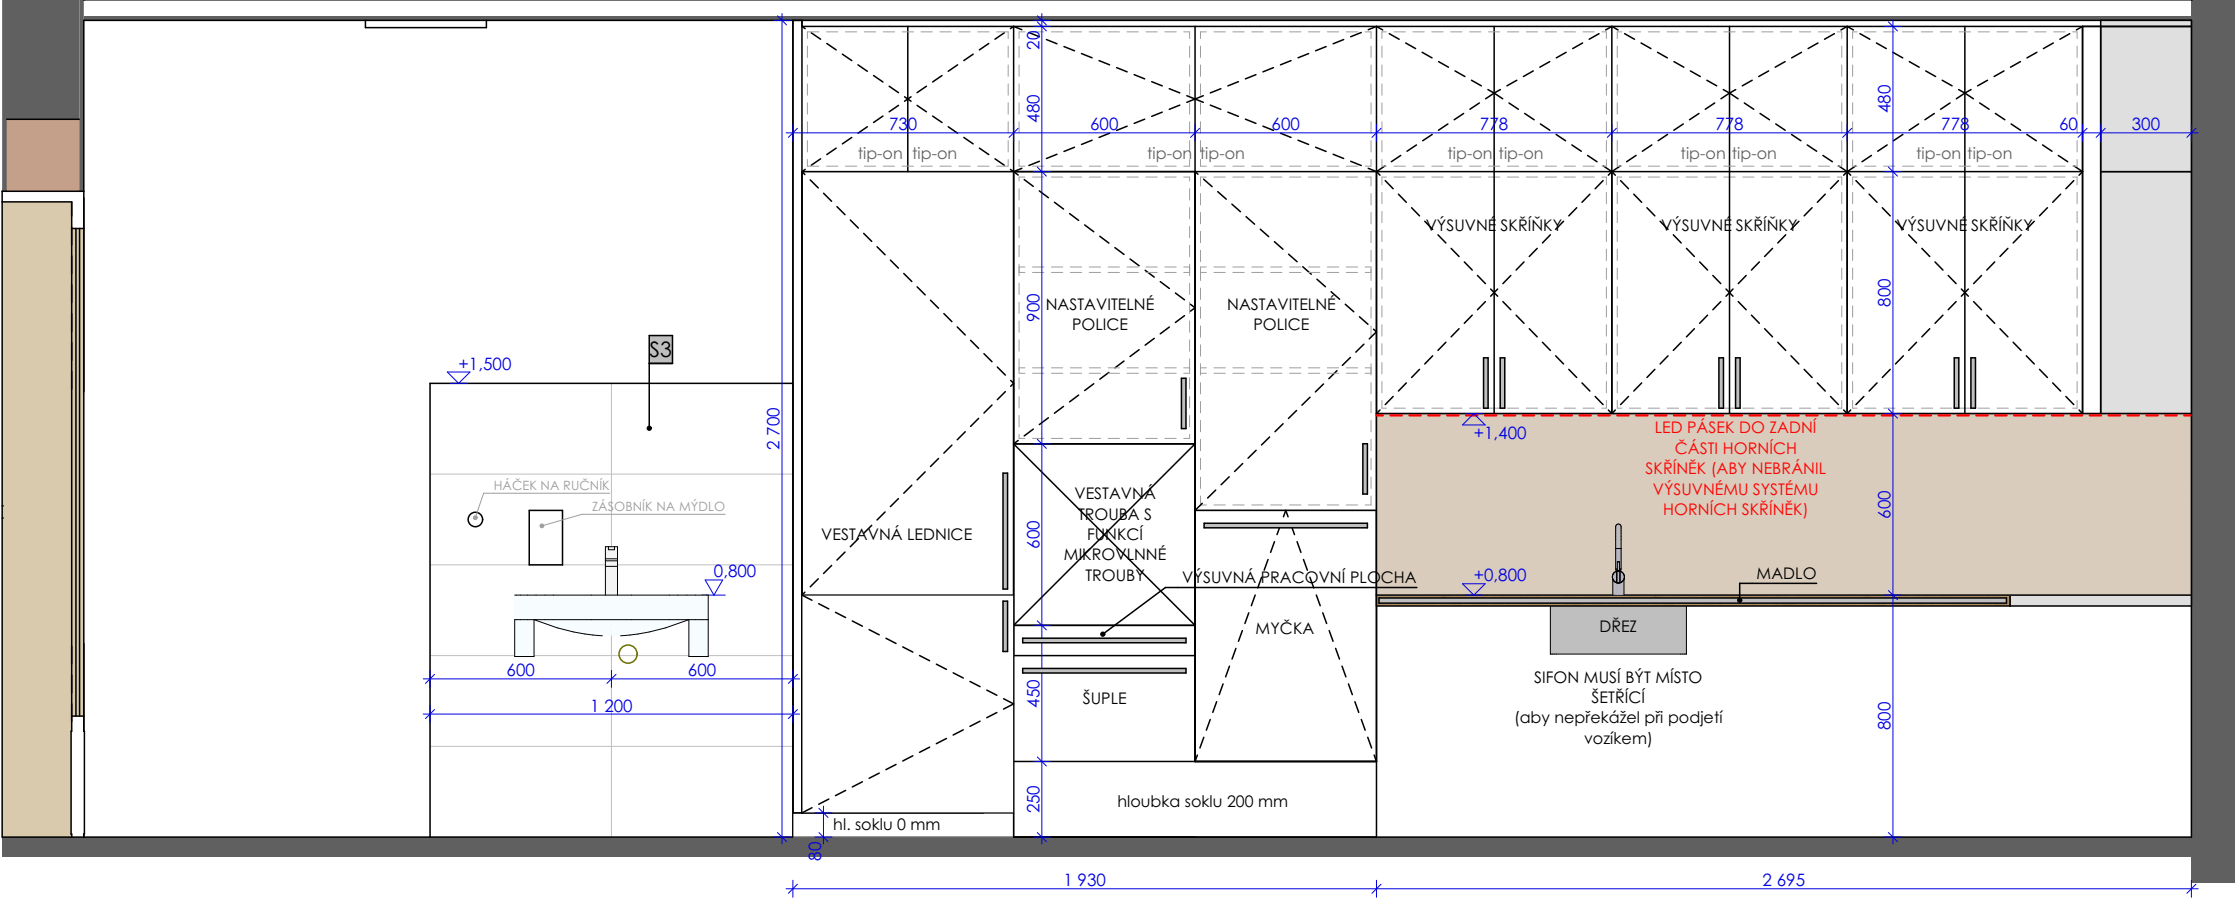 20
480
480
730
600
600
778
778
778
60
300
tip-on tip-on
tip-on tip-on
tip-on tip-on
tip-on tip-on
tip-on tip-on
VÝSUVNÉ SKŘÍŇKY
VÝSUVNÉ SKŘÍŇKY
VÝSUVNÉ SKŘÍŇKY
900
NASTAVITELNÉ
POLICE
NASTAVITELNÉ
POLICE
800
S3
+1,500
2 700
+1,400
LED PÁSEK DO ZADNÍ
ČÁSTI HORNÍCH
SKŘÍNĚK (ABY NEBRÁNIL
VÝSUVNÉMU SYSTÉMU
HORNÍCH SKŘÍNĚK)
HÁČEK NA RUČNÍK
ZÁSOBNÍK NA MÝDLO
VESTAVNÁ LEDNICE
600
VESTAVNÁ
TROUBA S
FUNKCÍ
MIKROVLNNÉ
TROUBY
600
0,800
VÝSUVNÁ PRACOVNÍ PLOCHA
+0,800
MADLO
MYČKA
DŘEZ
600
600
1 200
450
ŠUPLE
SIFON MUSÍ BÝT MÍSTO
ŠETŘÍCÍ
(aby nepřekážel při podjetí
vozíkem)
800
250
hloubka soklu 200 mm
hl. soklu 0 mm
80
1 930
2 695